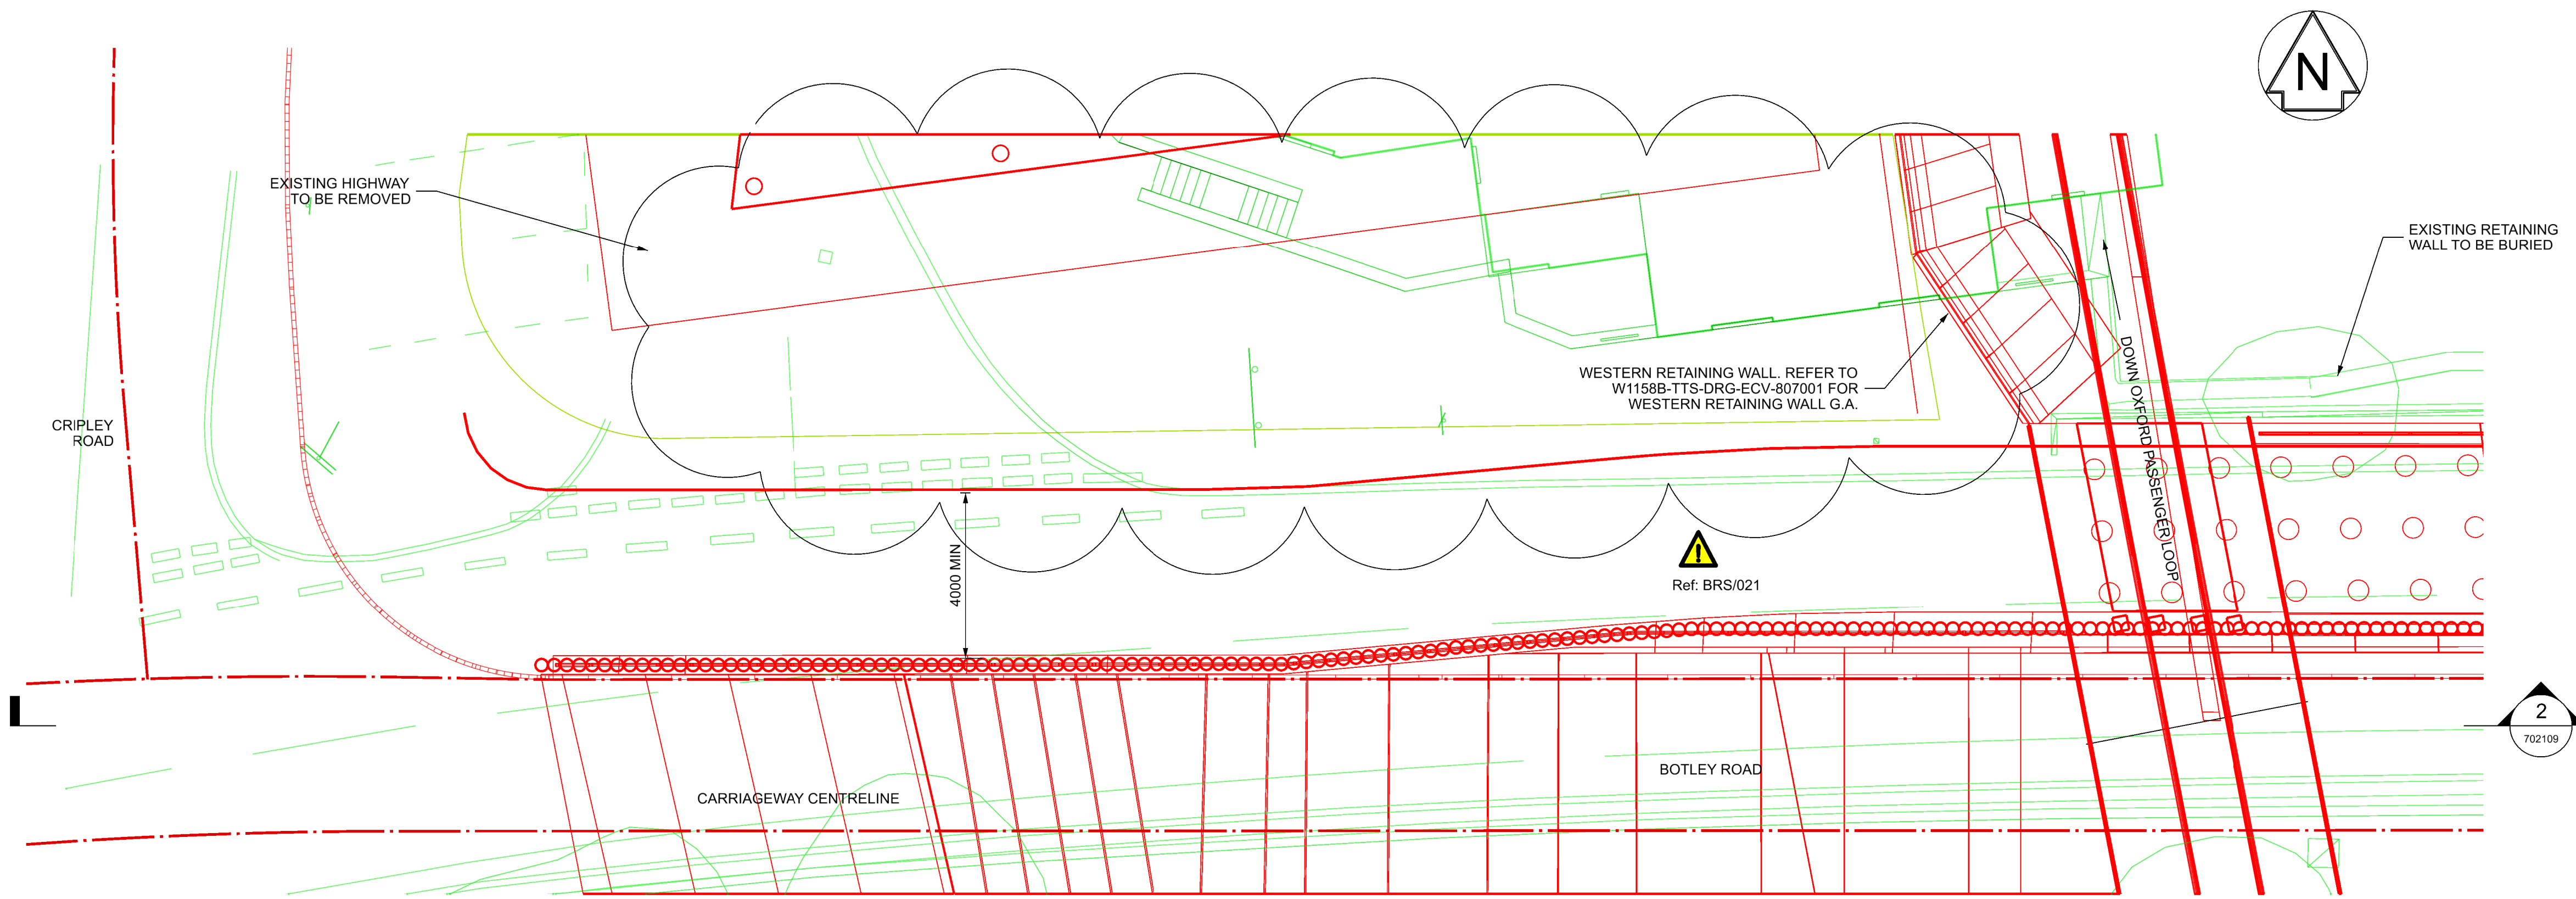 N
EXISTING HIGHWAY
TO BE REMOVED
EXISTING RETAINING
WALL TO BE BURIED
WESTERN RETAINING WALL. REFER TO
W1158B-TTS-DRG-ECV-807001 FOR
WESTERN RETAINING WALL G.A.
DOWN OXFORD PASSENGER LOOP
CRIPLEY
ROAD
4000 MIN
!
Ref: BRS/021
2
702109
BOTLEY ROAD
CARRIAGEWAY CENTRELINE